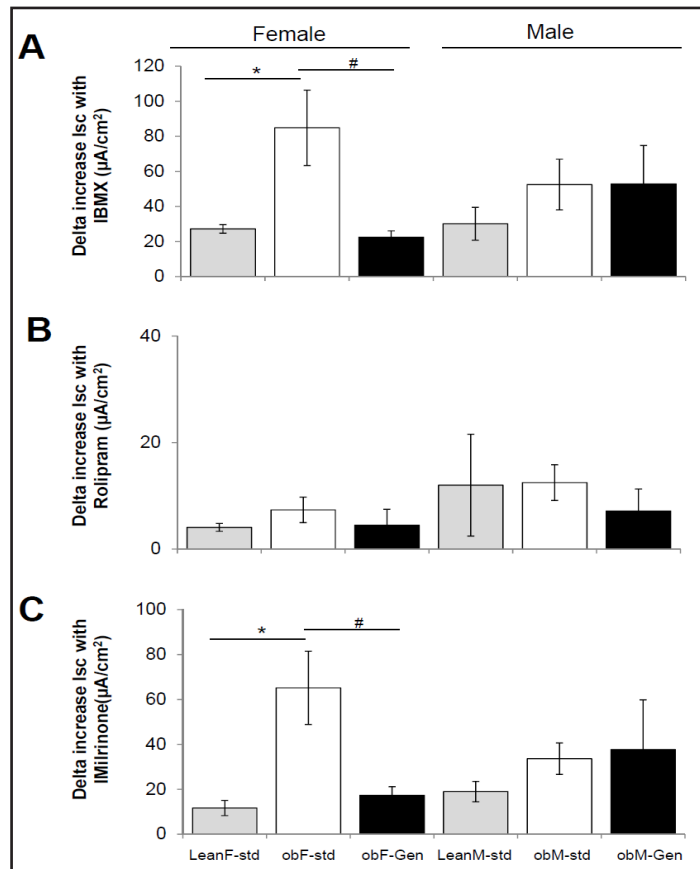 Female Male
A
Delta increase Isc with
IBMX (µA/cm²)
120
100
80
60
40
20
0
* #
B
Delta increase Isc with
Rolipram (µA/cm²)
40
20
0
C
Delta increase Isc with
IMilrinone(µA/cm²)
100
80
60
40
20
0
* #
LeanF-std obF-std obF-Gen LeanM-std obM-std obM-Gen